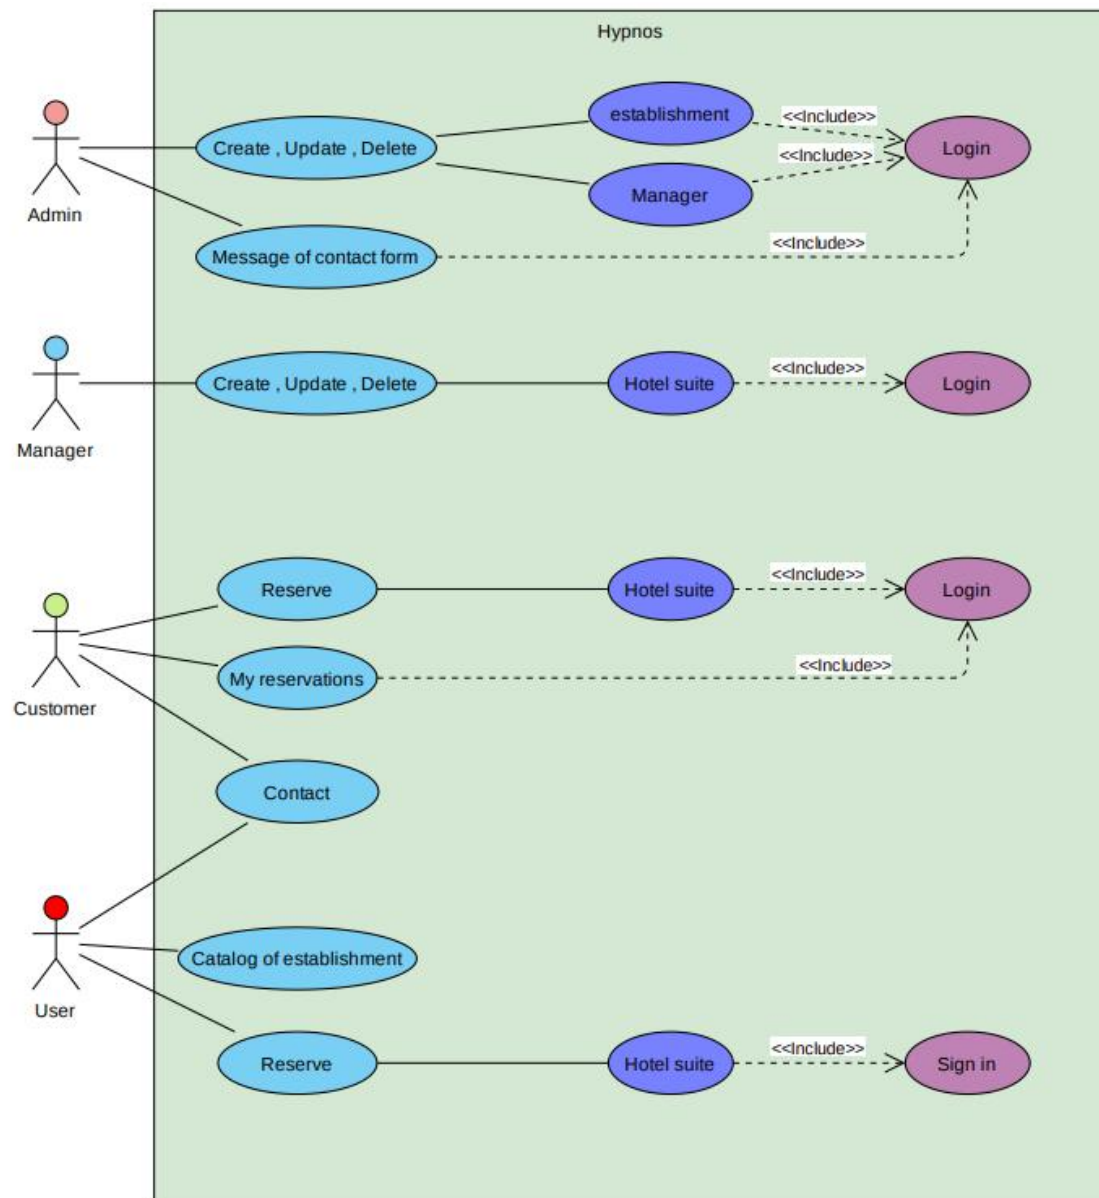 Hypnos
establishment
<<Include>>
Create , Update , Delete
Login
<<Include>>
Manager
Admin
Message of contact form
<<Include>>
Create , Update , Delete
Hotel suite
<<Include>>
Login
Manager
Reserve
Hotel suite
<<Include>>
Login
My reservations
<<Include>>
Customer
Contact
Catalog of establishment
User
Reserve
Hotel suite
<<Include>>
Sign in